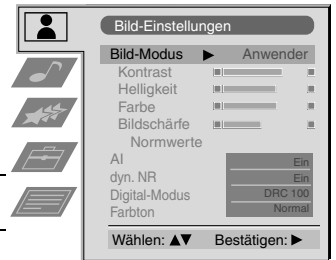 Bild-Einstellungen
Bild-Modus ▶ Anwender
Kontrast
Helligkeit
Farbe
Bildschärfe
Normwerte
AI Ein
dyn. NR Ein
Digital-Modus DRC 100
Farbton Normal
Wählen: ▲▼ Bestätigen: ▶